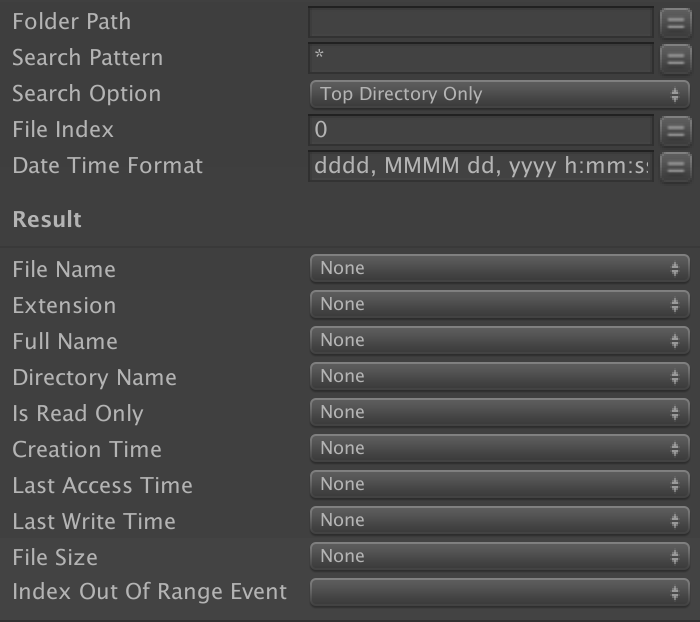 Folder Path
Search Pattern *
Search Option Top Directory Only
File Index 0
Date Time Format dddd, MMMM dd, yyyy h:mm:s
Result
File Name None
Extension None
Full Name None
Directory Name None
Is Read Only None
Creation Time None
Last Access Time None
Last Write Time None
File Size None
Index Out Of Range Event